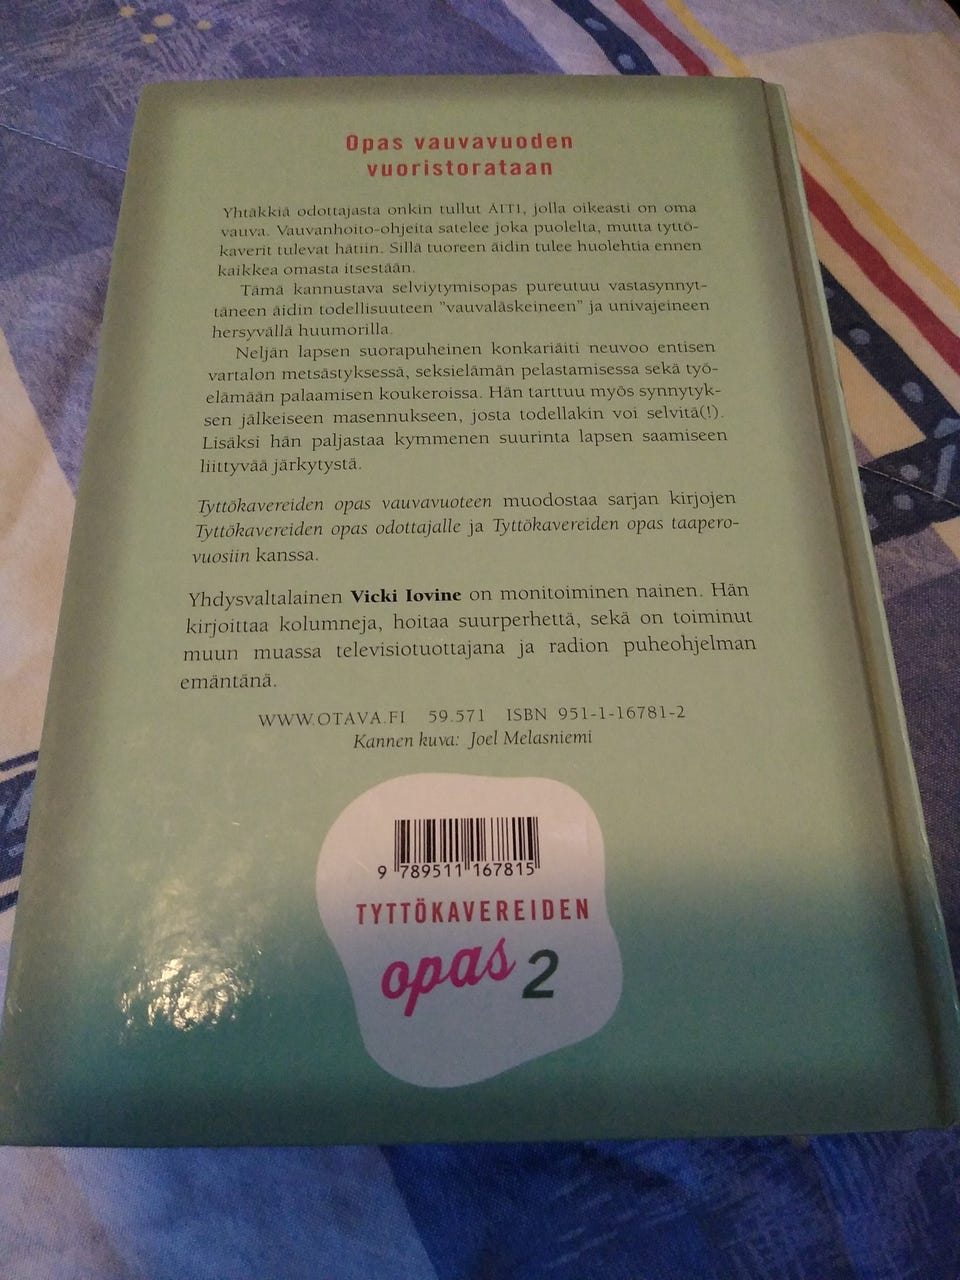 Opas vauvavuoden
vuoristorataan
Yhtäkkiä odottajasta onkin tullut ÄITI, jolla oikeasti on oma
vauva. Vauvanhoito-ohjeita satelee joka puolelta, mutta tyttö-
kaverit tulevat hätiin. Sillä tuoreen äidin tulee huolehtia ennen
kaikkea omasta itsestään.
Tämä kannustava selviytymisopas pureutuu vastasynnyt-
täneen äidin todellisuuteen "vauvaläskeineen" ja univajeineen
hersyvällä huumorilla.
Neljän lapsen suorapuheinen konkariäiti neuvoo entisen
vartalon metsästyksessä, seksielämän pelastamisessa sekä työ-
elämään palaamisen koukeroissa. Hän tarttuu myös synnytyk-
sen jälkeiseen masennukseen, josta todellakin voi selvitä(!).
Lisäksi hän paljastaa kymmenen suurinta lapsen saamiseen
liittyvää järkytystä.
Tyttökavereiden opas vauvavuoteen muodostaa sarjan kirjojen
Tyttökavereiden opas odottajalle ja Tyttökavereiden opas taapero-
vuosiin kanssa.
Yhdysvaltalainen Vicki Iovine on monitoiminen nainen. Hän
kirjoittaa kolumneja, hoitaa suurperhettä, sekä on toiminut
muun muassa televisiotuottajana ja radion puheohjelman
emäntänä.
WWW.OTAVA.FI 59.571 ISBN 951-1-16781-2
Kannen kuva: Joel Melasniemi
9 789511 167815
TYTTÖKAVEREIDEN
opas 2